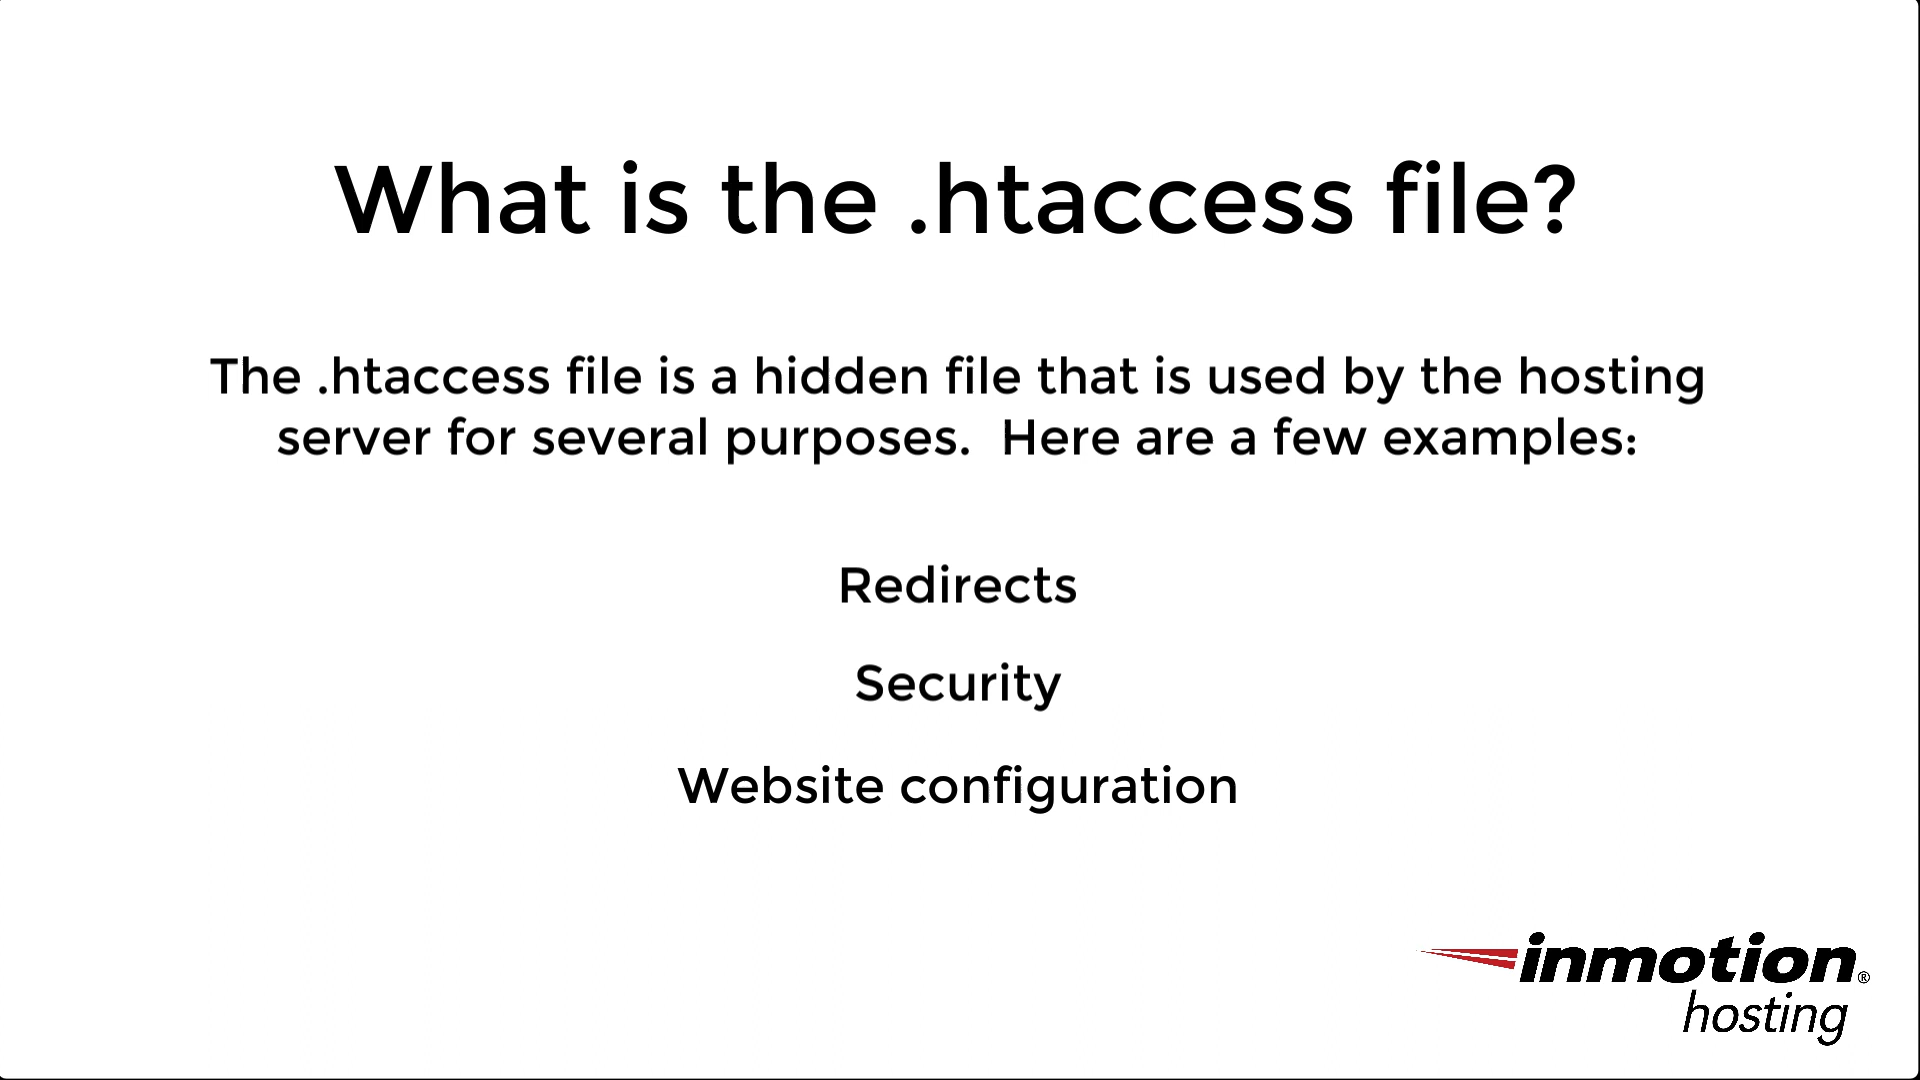 What is the .htaccess file?
The .htaccess file is a hidden file that is used by the hosting
server for several purposes.  Here are a few examples:
Redirects
Security
Website configuration
inmotion®
hosting